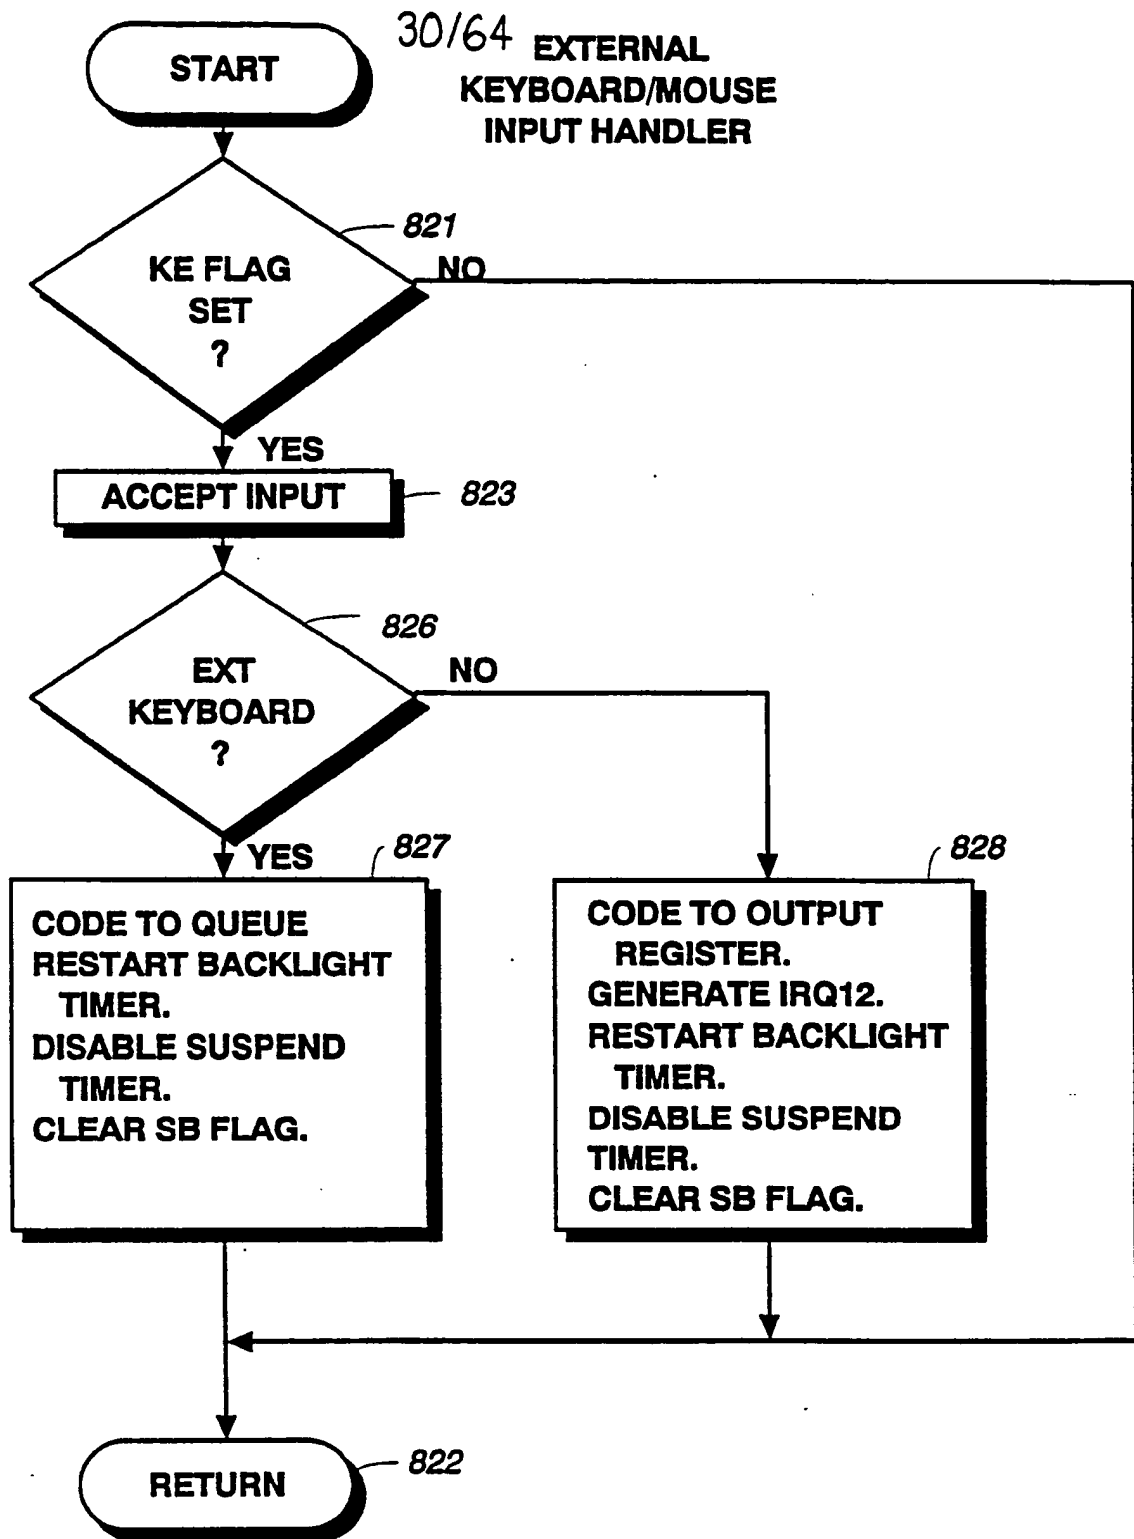 30/64
EXTERNAL
KEYBOARD/MOUSE
INPUT HANDLER
START
821
KE FLAG
SET
?
NO
YES
ACCEPT INPUT
823
826
EXT
KEYBOARD
?
NO
YES
827
CODE TO QUEUE
RESTART BACKLIGHT
TIMER.
DISABLE SUSPEND
TIMER.
CLEAR SB FLAG.
828
CODE TO OUTPUT
REGISTER.
GENERATE IRQ12.
RESTART BACKLIGHT
TIMER.
DISABLE SUSPEND
TIMER.
CLEAR SB FLAG.
RETURN
822